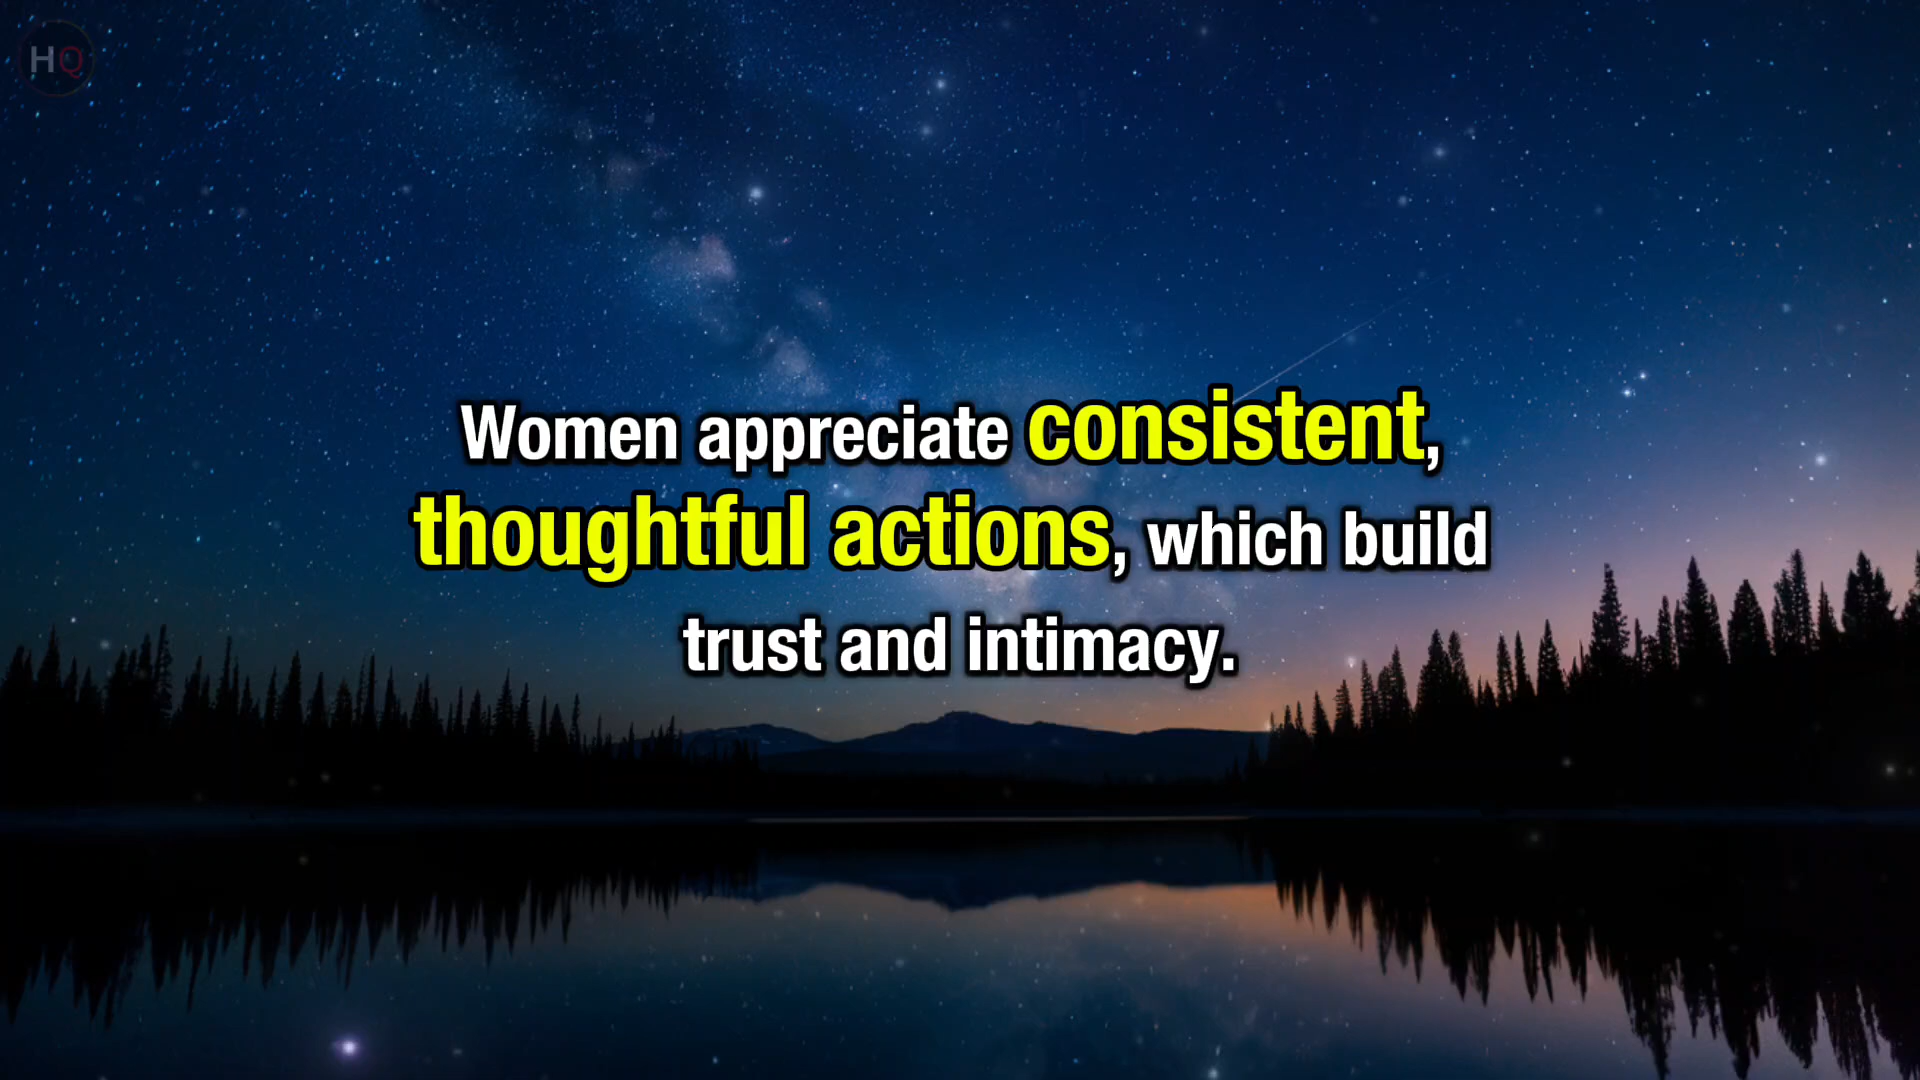 HQ
Women appreciate consistent,
thoughtful actions, which build
trust and intimacy.